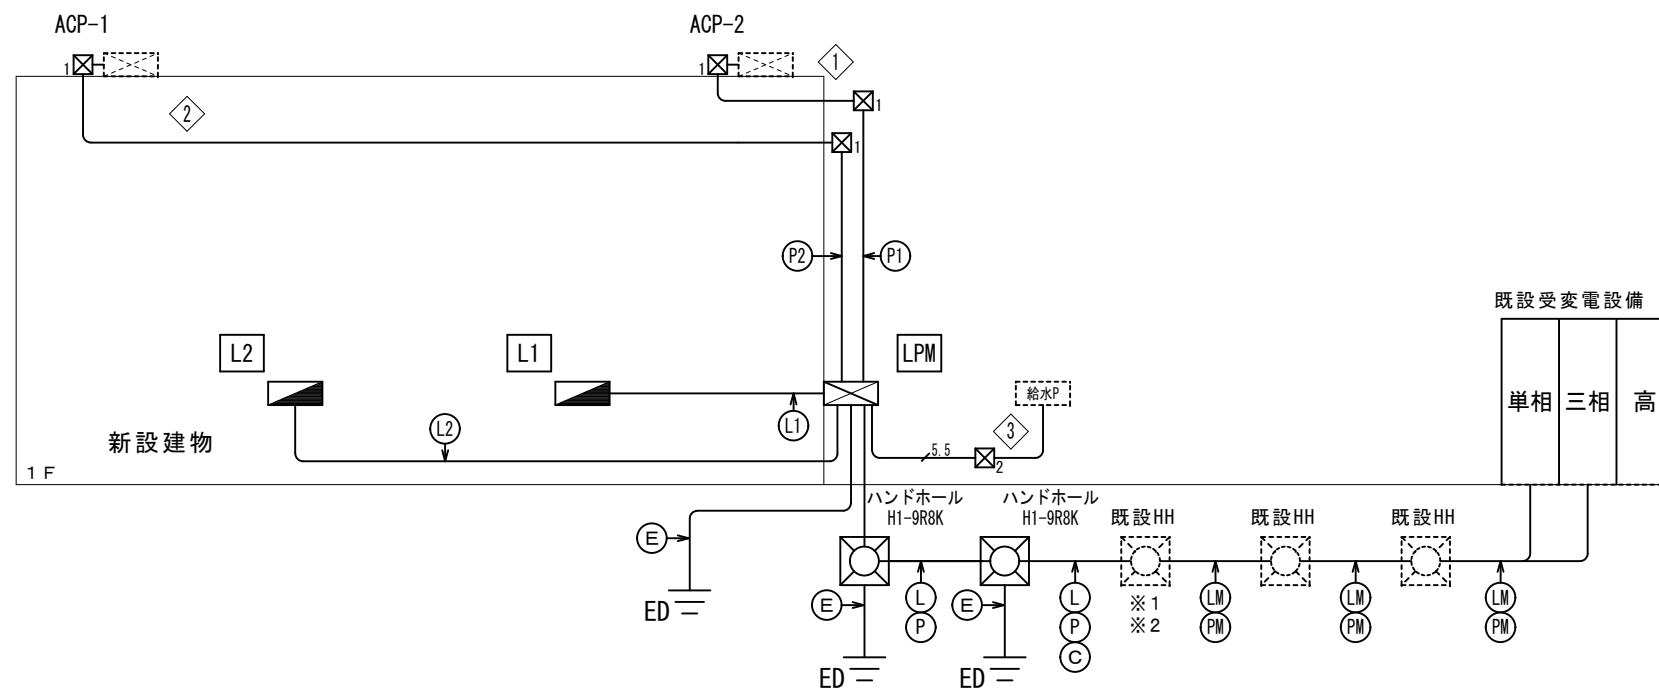 ACP-1
ACP-2
1
1
1
2
1
1
P2
P1
既設受変電設備
L2
L1
LPM
単相
三相
高
給水P
L2
L1
3
5.5
2
新設建物
1F
ハンドホール
H1-9R8K
ハンドホール
H1-9R8K
既設HH
既設HH
既設HH
E
ED
E
L
P
E
L
P
C
※1
※2
LM
PM
LM
PM
LM
PM
ED
ED